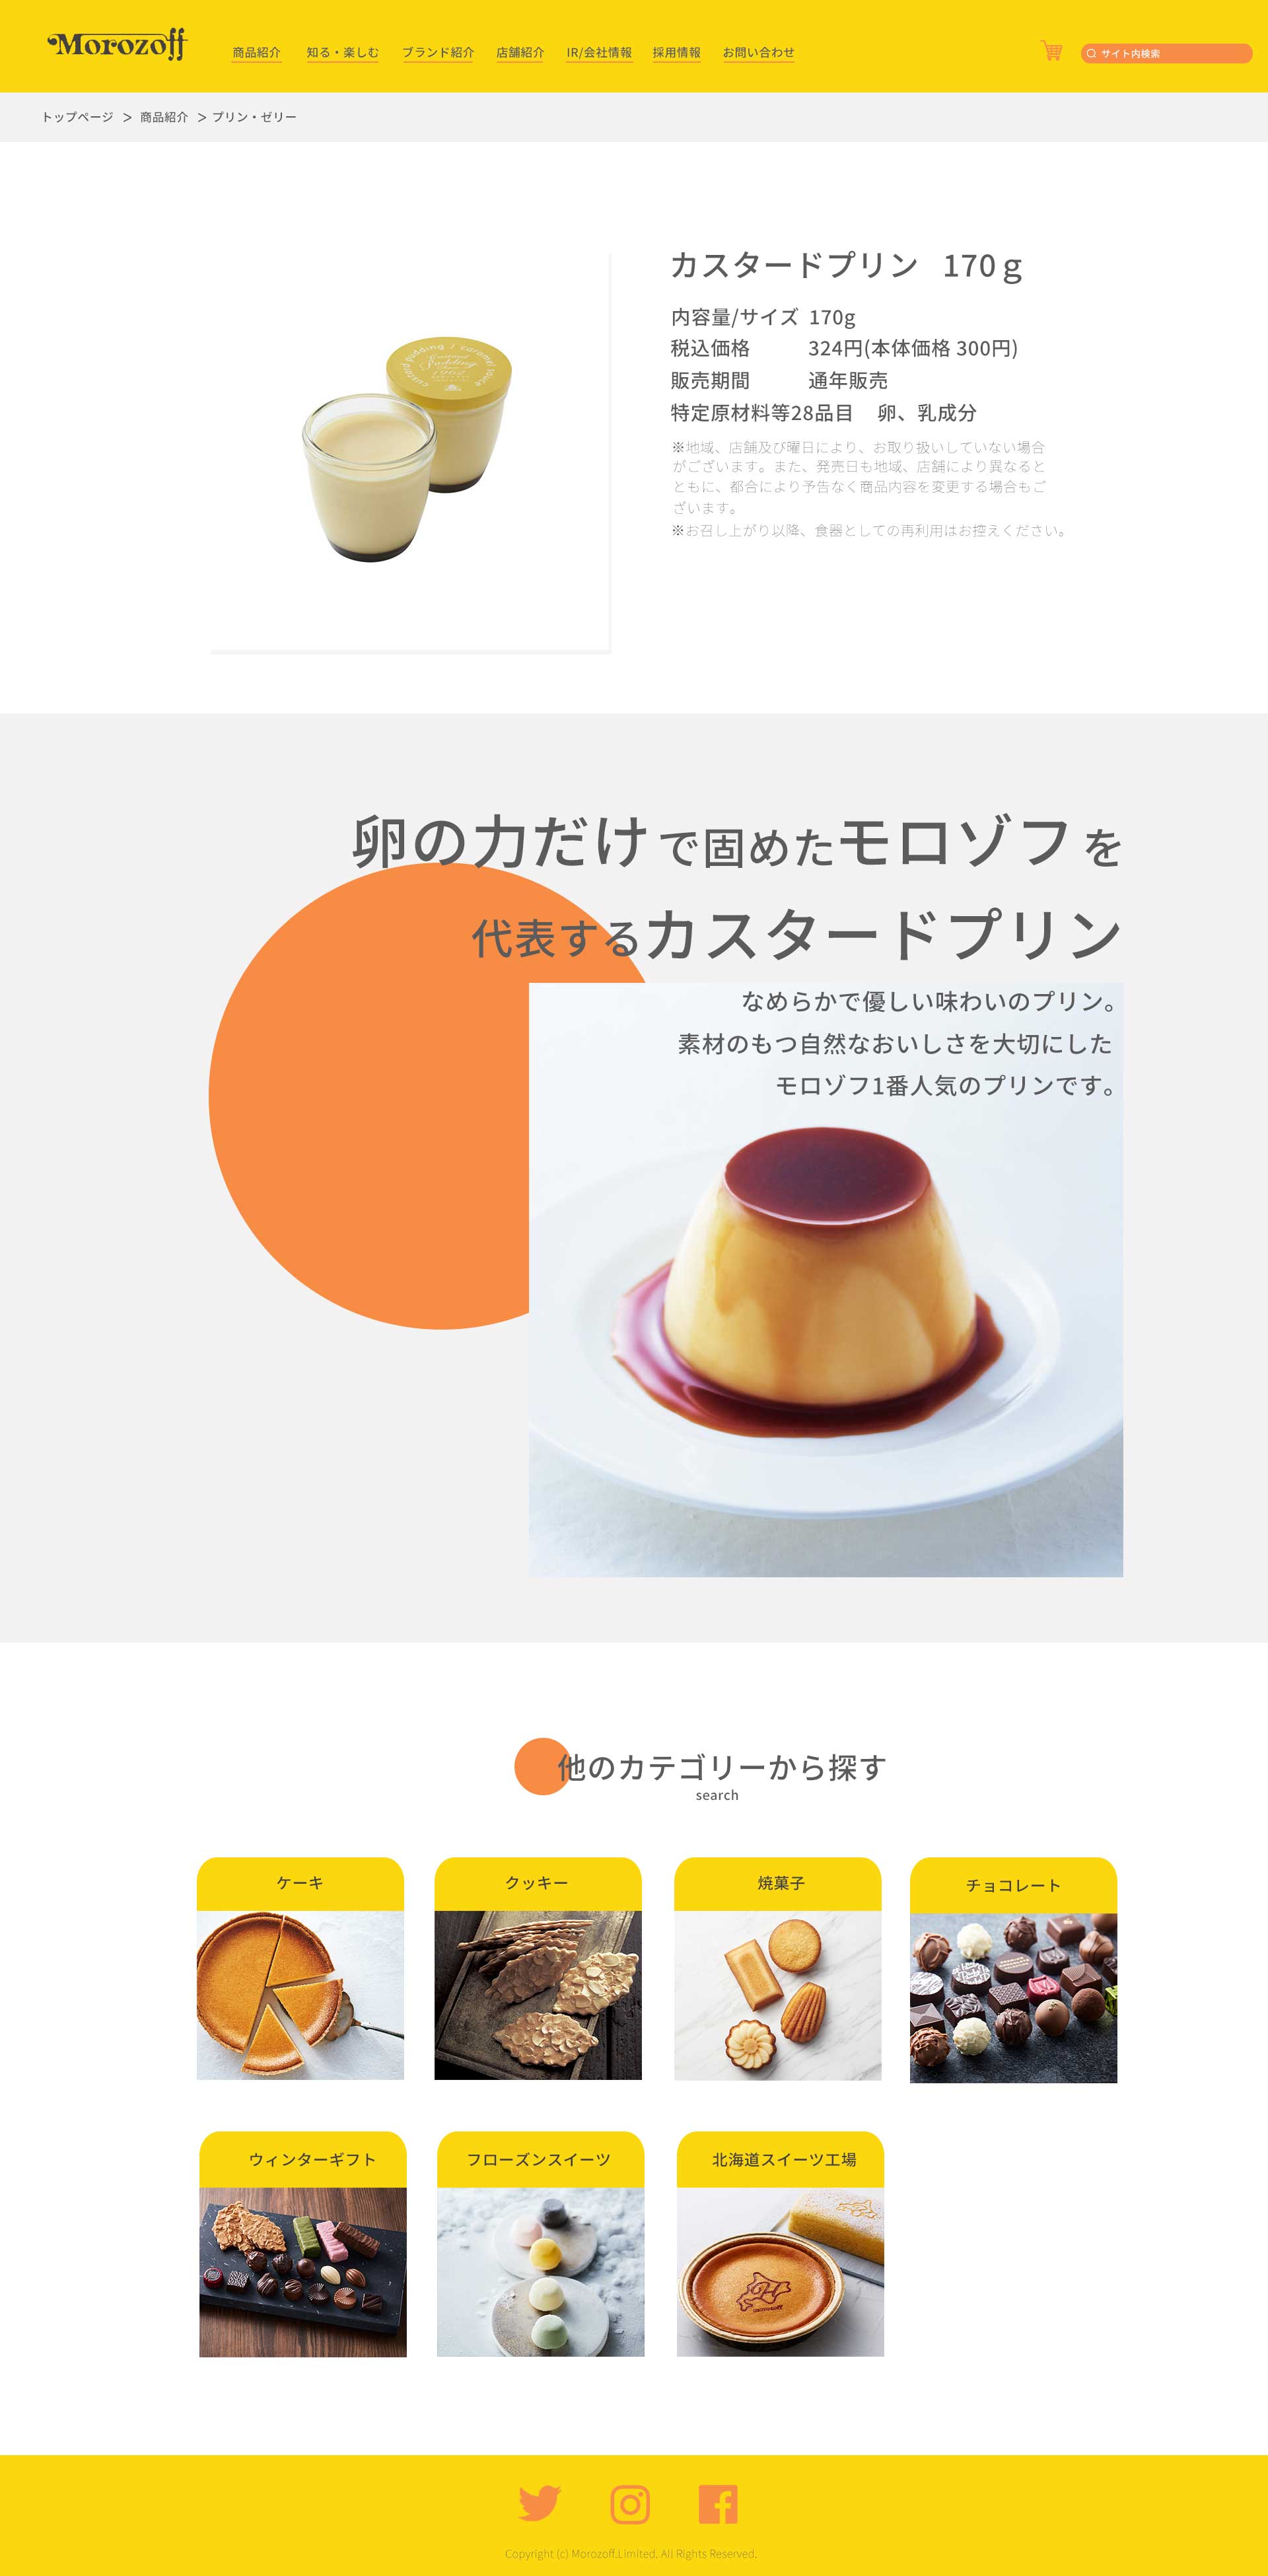 Morozoff
商品紹介 知る・楽しむ ブランド紹介 店舗紹介 IR/会社情報 採用情報 お問い合わせ サイト内検索
トップページ > 商品紹介 > プリン・ゼリー
カスタードプリン 170ｇ
内容量/サイズ 170g
税込価格 324円(本体価格 300円)
販売期間 通年販売
特定原材料等28品目 卵、乳成分
※地域、店舗及び曜日により、お取り扱いしていない場合
がございます。また、発売日も地域、店舗により異なると
ともに、都合により予告なく商品内容を変更する場合もご
ざいます。
※お召し上がり以降、食器としての再利用はお控えください。
custard pudding / caramel sauce
Custard
Pudding
1962
卵の力だけで固めたモロゾフを
代表するカスタードプリン
なめらかで優しい味わいのプリン。
素材のもつ自然なおいしさを大切にした
モロゾフ1番人気のプリンです。
他のカテゴリーから探す
search
ケーキ
クッキー
焼菓子
チョコレート
ウィンターギフト
フローズンスイーツ
北海道スイーツ工場
H
morozoff
Copyright (c) Morozoff.Limited. All Rights Reserved.